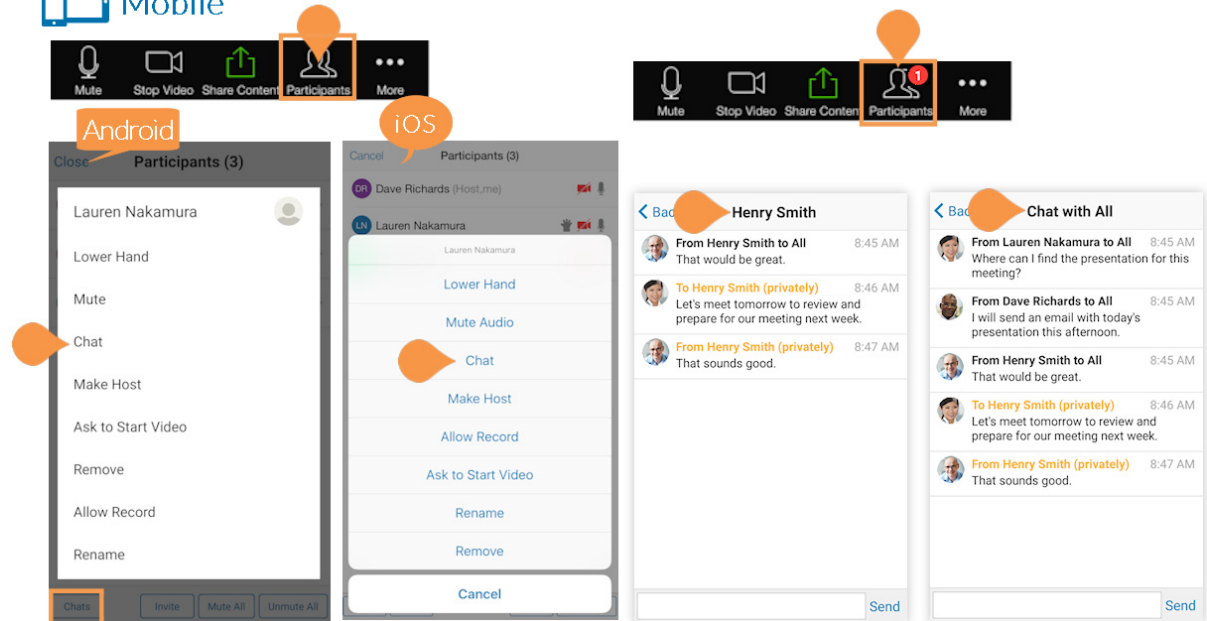 Mobile
Mute Stop Video Share Content Participants More
Android
Close Participants (3)
Lauren Nakamura
Lower Hand
Mute
Chat
Make Host
Ask to Start Video
Remove
Allow Record
Rename
Chats Invite Mute All Unmute All
iOS
Cancel Participants (3)
DR Dave Richards (Host,me)
LN Lauren Nakamura
Lauren Nakamura
Lower Hand
Mute Audio
Chat
Make Host
Allow Record
Ask to Start Video
Rename
Remove
Cancel
1
Mute Stop Video Share Conten Participants More
Henry Smith
From Henry Smith to All 8:45 AM
That would be great.
To Henry Smith (privately) 8:46 AM
Let's meet tomorrow to review and
prepare for our meeting next week.
From Henry Smith (privately) 8:47 AM
That sounds good.
Send
Chat with All
From Lauren Nakamura to All 8:45 AM
Where can I find the presentation for this
meeting?
From Dave Richards to All 8:45 AM
I will send an email with today's
presentation this afternoon.
From Henry Smith to All 8:45 AM
That would be great.
To Henry Smith (privately) 8:46 AM
Let's meet tomorrow to review and
prepare for our meeting next week.
From Henry Smith (privately) 8:47 AM
That sounds good.
Send